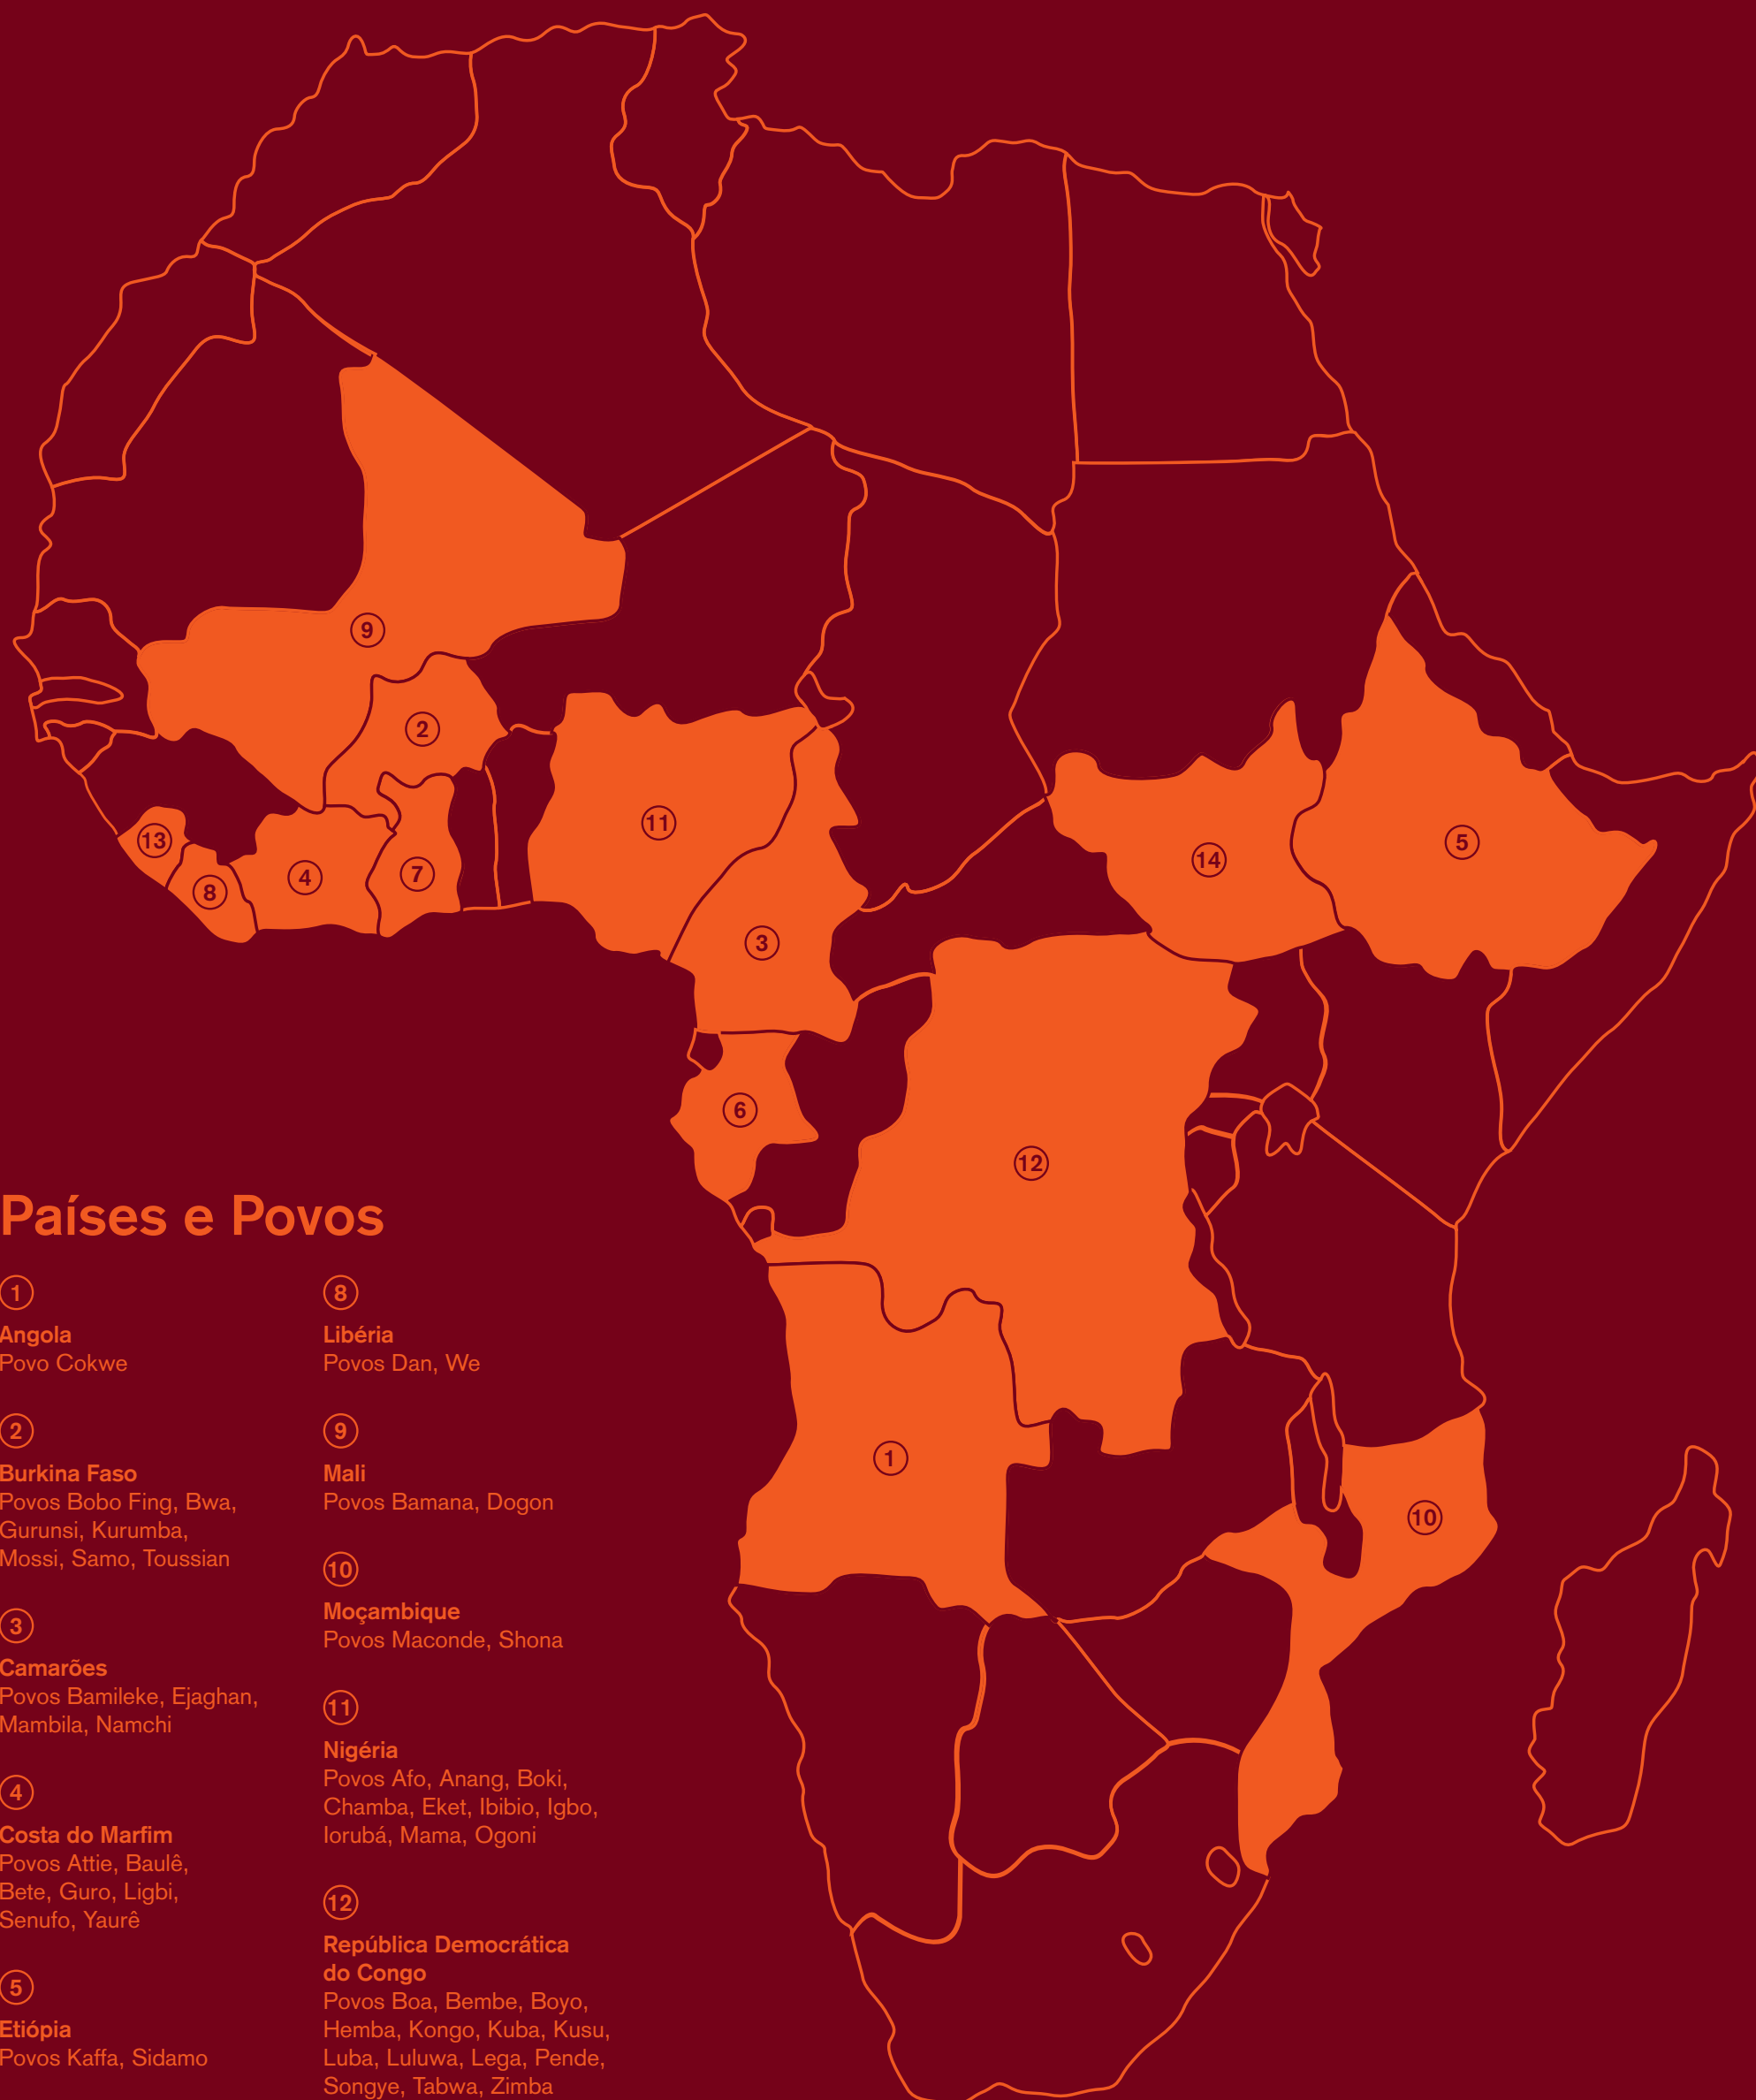 9
2
11
13
8
4
7
14
5
3
6
12
1
10
Países e Povos
1
Angola
Povo Cokwe
2
Burkina Faso
Povos Bobo Fing, Bwa,
Gurunsi, Kurumba,
Mossi, Samo, Toussian
3
Camarões
Povos Bamileke, Ejaghan,
Mambila, Namchi
4
Costa do Marfim
Povos Attie, Baulê,
Bete, Guro, Ligbi,
Senufo, Yaurê
5
Etiópia
Povos Kaffa, Sidamo
8
Libéria
Povos Dan, We
9
Mali
Povos Bamana, Dogon
10
Moçambique
Povos Maconde, Shona
11
Nigéria
Povos Afo, Anang, Boki,
Chamba, Eket, Ibibio, Igbo,
Iorubá, Mama, Ogoni
12
República Democrática
do Congo
Povos Boa, Bembe, Boyo,
Hemba, Kongo, Kuba, Kusu,
Luba, Luluwa, Lega, Pende,
Songye, Tabwa, Zimba